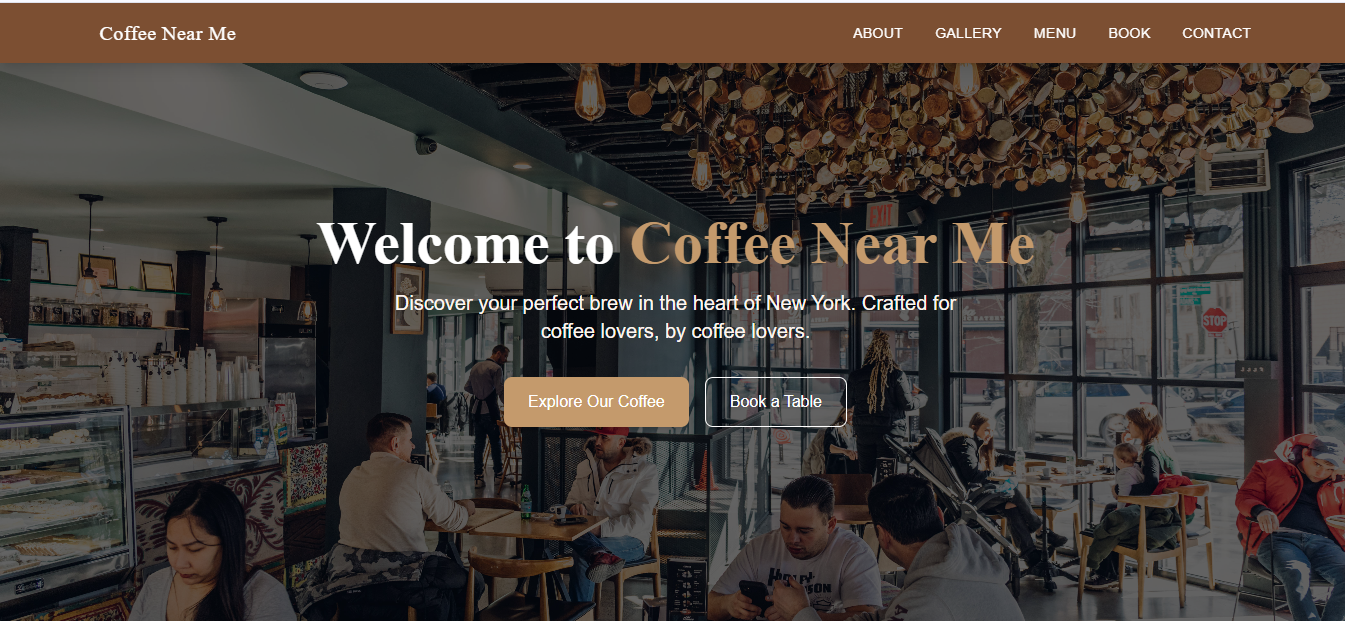 Coffee Near Me
ABOUT GALLERY MENU BOOK CONTACT
EXIT
Welcome to Coffee Near Me
Discover your perfect brew in the heart of New York. Crafted for
coffee lovers, by coffee lovers.
STOP
Explore Our Coffee Book a Table